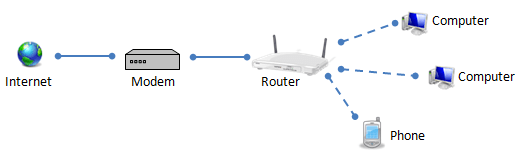 Computer
Internet
Modem
Router
Computer
Phone